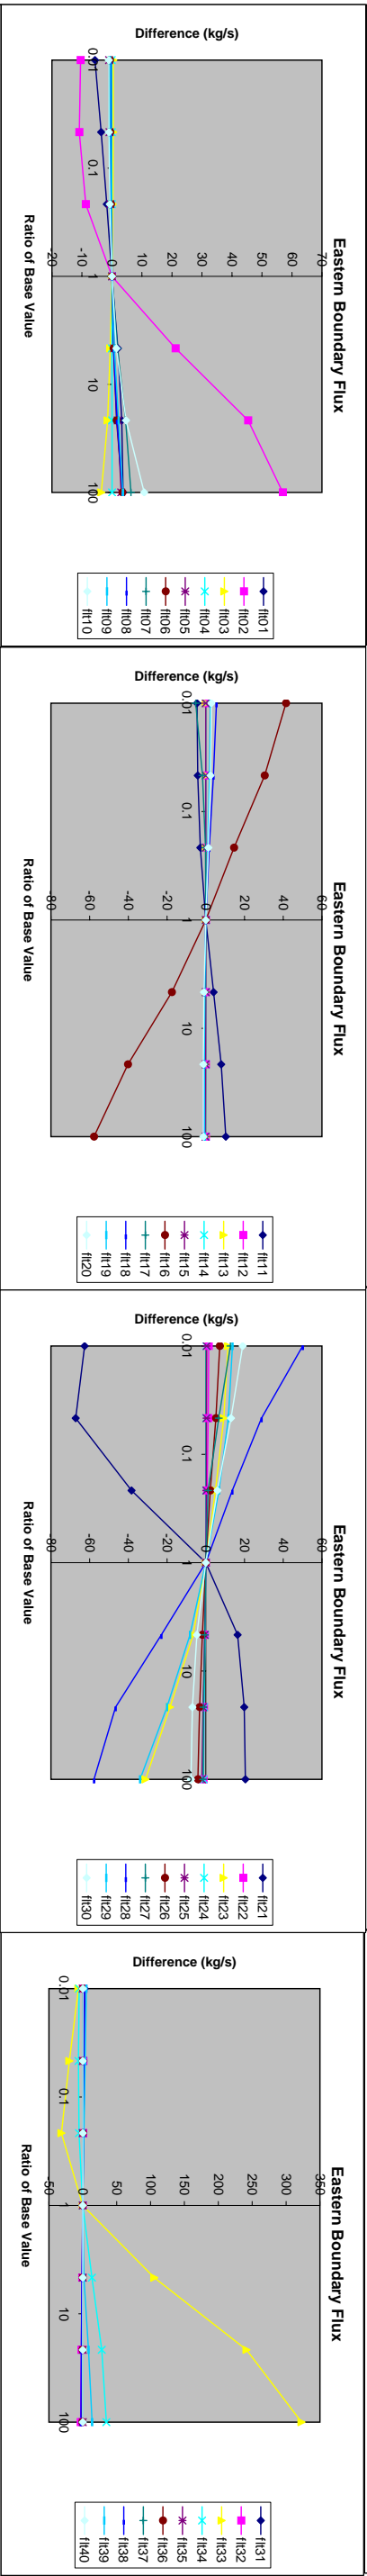 Eastern Boundary Flux
Difference (kg/s)
70
60
50
40
30
20
10
0
-10
-20
0.01 0.1 1 10 100
Ratio of Base Value
flt01
flt02
flt03
flt04
flt05
flt06
flt07
flt08
flt09
flt10
Eastern Boundary Flux
Difference (kg/s)
60
40
20
0
-20
-40
-60
-80
0.01 0.1 1 10 100
Ratio of Base Value
flt11
flt12
flt13
flt14
flt15
flt16
flt17
flt18
flt19
flt20
Eastern Boundary Flux
Difference (kg/s)
60
40
20
0
-20
-40
-60
-80
0.01 0.1 1 10 100
Ratio of Base Value
flt21
flt22
flt23
flt24
flt25
flt26
flt27
flt28
flt29
flt30
Eastern Boundary Flux
Difference (kg/s)
350
300
250
200
150
100
50
0
-50
0.01 0.1 1 10 100
Ratio of Base Value
flt31
flt32
flt33
flt34
flt35
flt36
flt37
flt38
flt39
flt40